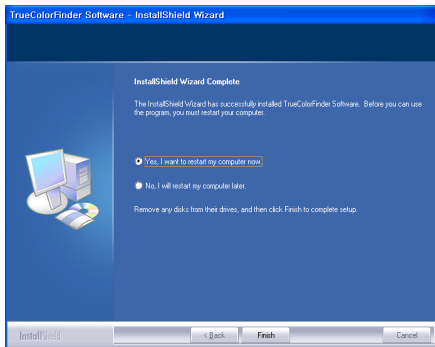 TrueColorFinder Software - InstallShield Wizard
InstallShield Wizard Complete
The InstallShield Wizard has successfully installed TrueColorFinder Software. Before you can use
the program, you must restart your computer.
Yes, I want to restart my computer now.
No, I will restart my computer later.
Remove any disks from their drives, and then click Finish to complete setup.
InstallShield
< Back
Finish
Cancel